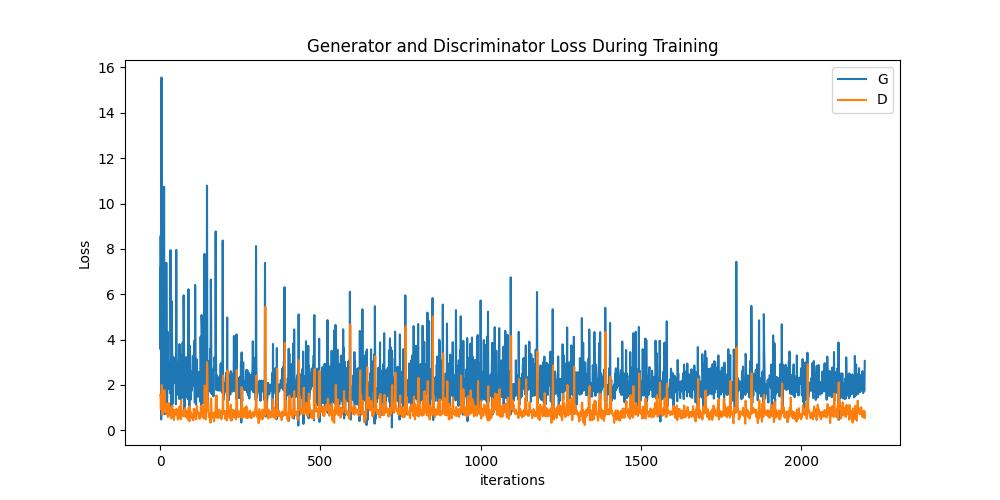 Generator and Discriminator Loss During Training
G
D
16
14
12
10
8
6
4
2
0
Loss
0
500
1000
1500
2000
iterations